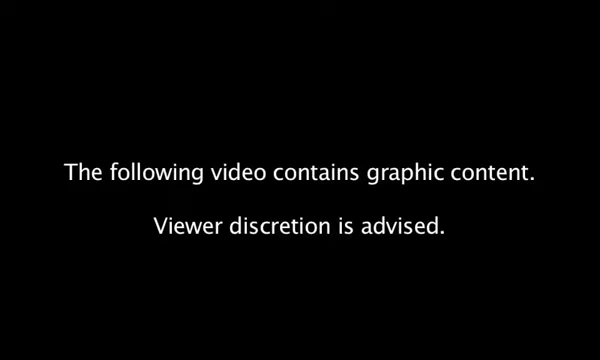 The following video contains graphic content.
Viewer discretion is advised.